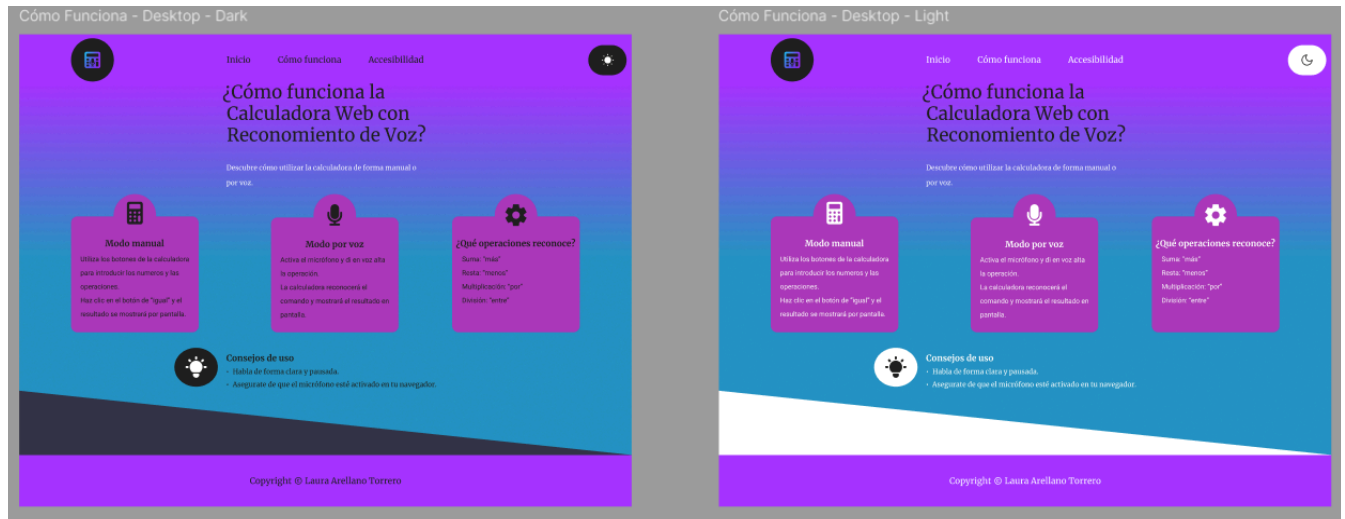 Cómo Funciona - Desktop - Dark
Inicio Cómo funciona Accesibilidad
¿Cómo funciona la
Calculadora Web con
Reconomiento de Voz?
Descubre cómo utilizar la calculadora de forma manual o
por voz.
Modo manual
Utiliza los botones de la calculadora
para introducir los numeros y las
operaciones.
Haz clic en el botón de "igual" y el
resultado se mostrará por pantalla.
Modo por voz
Activa el micrófono y di en voz alta
la operación.
La calculadora reconocerá el
comando y mostrará el resultado en
pantalla.
¿Qué operaciones reconoce?
Suma: "más"
Resta: "menos"
Multiplicación: "por"
División: "entre"
Consejos de uso
• Habla de forma clara y pausada.
• Asegurate de que el micrófono esté activado en tu navegador.
Copyright © Laura Arellano Torrero
Cómo Funciona - Desktop - Light
Inicio Cómo funciona Accesibilidad
¿Cómo funciona la
Calculadora Web con
Reconomiento de Voz?
Descubre cómo utilizar la calculadora de forma manual o
por voz.
Modo manual
Utiliza los botones de la calculadora
para introducir los numeros y las
operaciones.
Haz clic en el botón de "igual" y el
resultado se mostrará por pantalla.
Modo por voz
Activa el micrófono y di en voz alta
la operación.
La calculadora reconocerá el
comando y mostrará el resultado en
pantalla.
¿Qué operaciones reconoce?
Suma: "más"
Resta: "menos"
Multiplicación: "por"
División: "entre"
Consejos de uso
• Habla de forma clara y pausada.
• Asegurate de que el micrófono esté activado en tu navegador.
Copyright © Laura Arellano Torrero